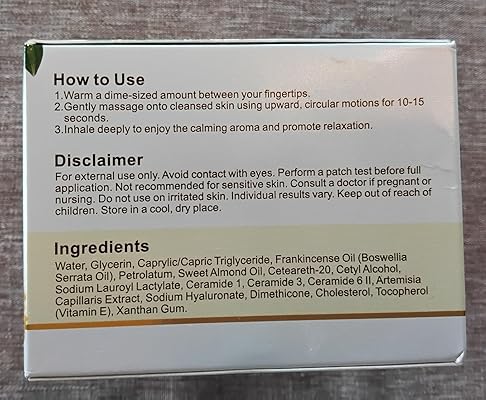 How to Use
1.Warm a dime-sized amount between your fingertips.
2.Gently massage onto cleansed skin using upward, circular motions for 10-15
seconds.
3.Inhale deeply to enjoy the calming aroma and promote relaxation.
Disclaimer
For external use only. Avoid contact with eyes. Perform a patch test before full
application. Not recommended for sensitive skin. Consult a doctor if pregnant or
nursing. Do not use on irritated skin. Individual results vary. Keep out of reach of
children. Store in a cool, dry place.
Ingredients
Water, Glycerin, Caprylic/Capric Triglyceride, Frankincense Oil (Boswellia
Serrata Oil), Petrolatum, Sweet Almond Oil, Ceteareth-20, Cetyl Alcohol,
Sodium Lauroyl Lactylate, Ceramide 1, Ceramide 3, Ceramide 6 II, Artemisia
Capillaris Extract, Sodium Hyaluronate, Dimethicone, Cholesterol, Tocopherol
(Vitamin E), Xanthan Gum.